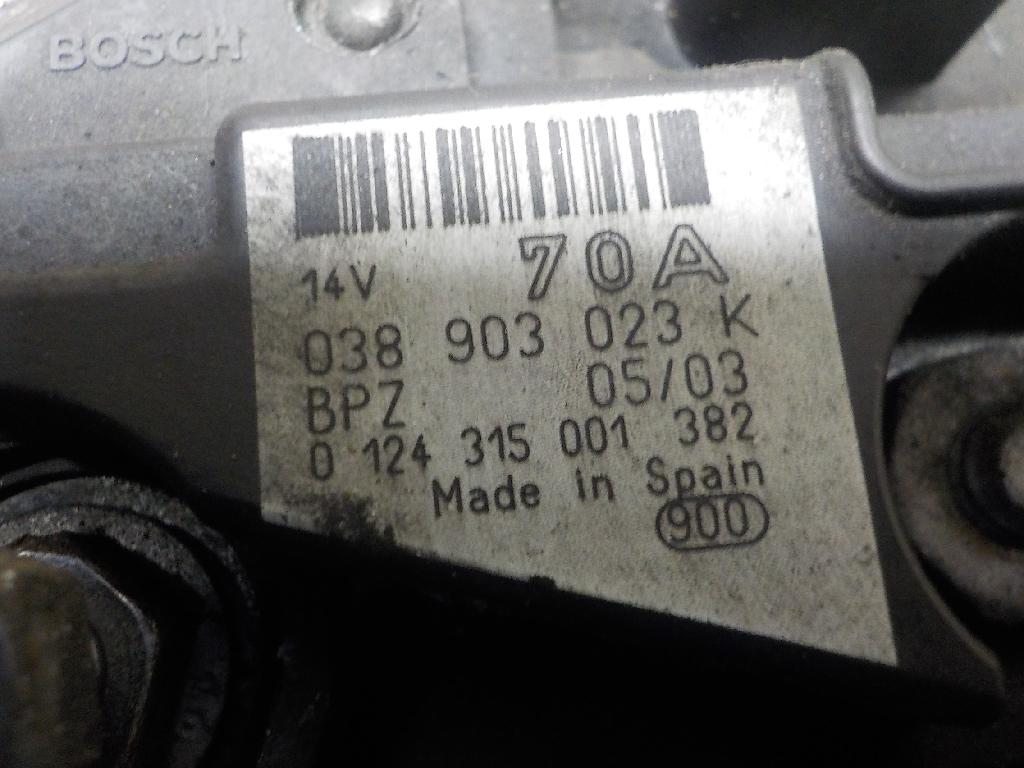 BOSCH
14V 70A
038 903 023 K
BPZ 05/03
0 124 315 001 382
Made in Spain
900